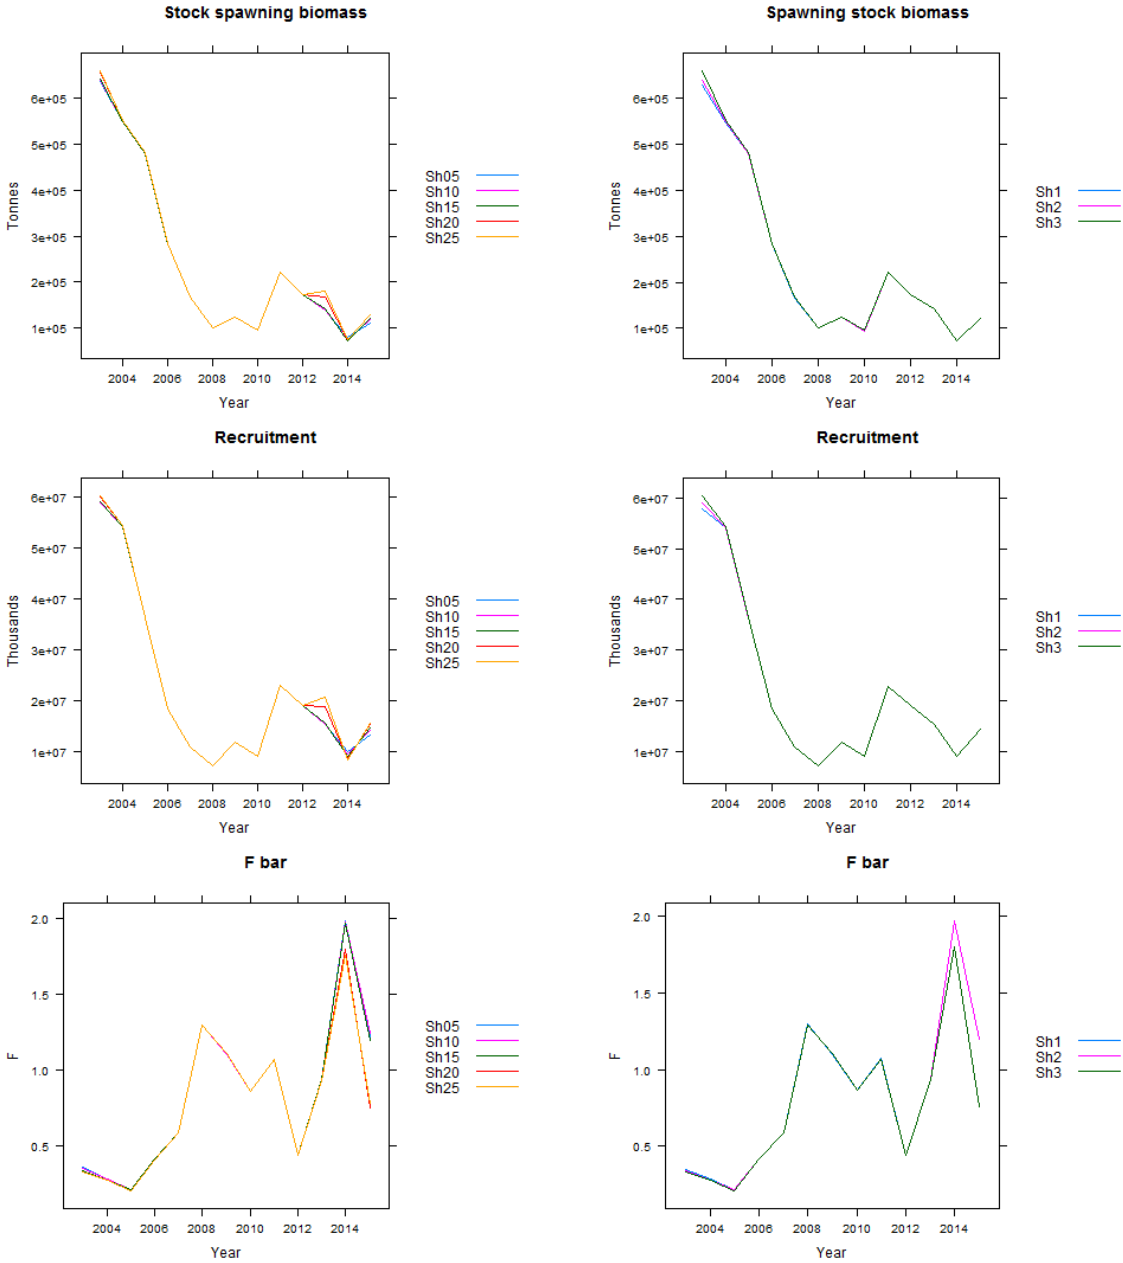 Stock spawning biomass
6e+05
5e+05
4e+05
3e+05
2e+05
1e+05
Tonnes
2004 2006 2008 2010 2012 2014
Year
Sh05
Sh10
Sh15
Sh20
Sh25
Spawning stock biomass
6e+05
5e+05
4e+05
3e+05
2e+05
1e+05
Tonnes
2004 2006 2008 2010 2012 2014
Year
Sh1
Sh2
Sh3
Recruitment
6e+07
5e+07
4e+07
3e+07
2e+07
1e+07
Thousands
2004 2006 2008 2010 2012 2014
Year
Sh05
Sh10
Sh15
Sh20
Sh25
Recruitment
6e+07
5e+07
4e+07
3e+07
2e+07
1e+07
Thousands
2004 2006 2008 2010 2012 2014
Year
Sh1
Sh2
Sh3
F bar
2.0
1.5
1.0
0.5
F
2004 2006 2008 2010 2012 2014
Year
Sh05
Sh10
Sh15
Sh20
Sh25
F bar
2.0
1.5
1.0
0.5
F
2004 2006 2008 2010 2012 2014
Year
Sh1
Sh2
Sh3